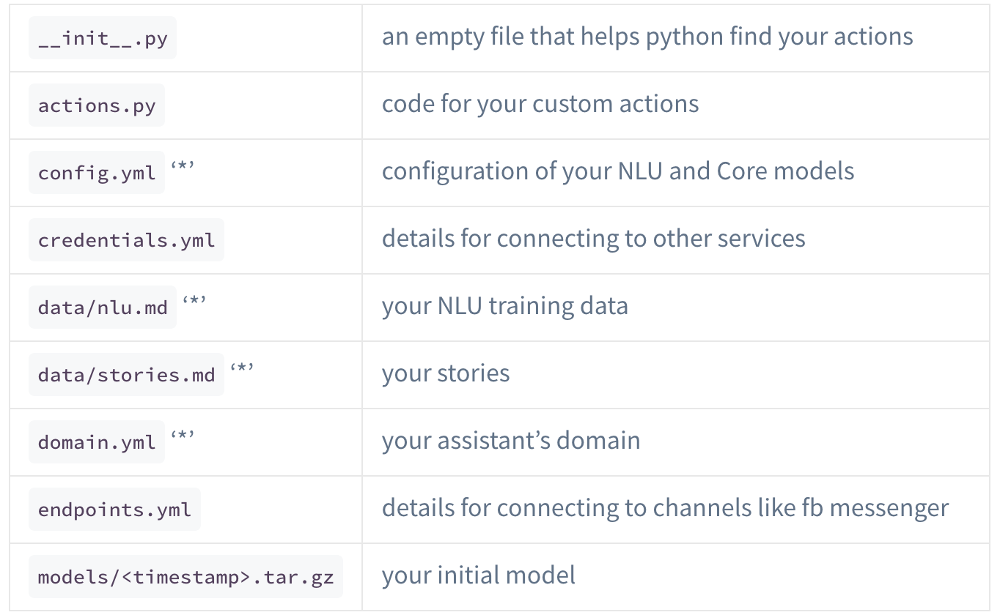 __init__.py an empty file that helps python find your actions
actions.py code for your custom actions
config.yml ‘*’ configuration of your NLU and Core models
credentials.yml details for connecting to other services
data/nlu.md ‘*’ your NLU training data
data/stories.md ‘*’ your stories
domain.yml ‘*’ your assistant’s domain
endpoints.yml details for connecting to channels like fb messenger
models/<timestamp>.tar.gz your initial model